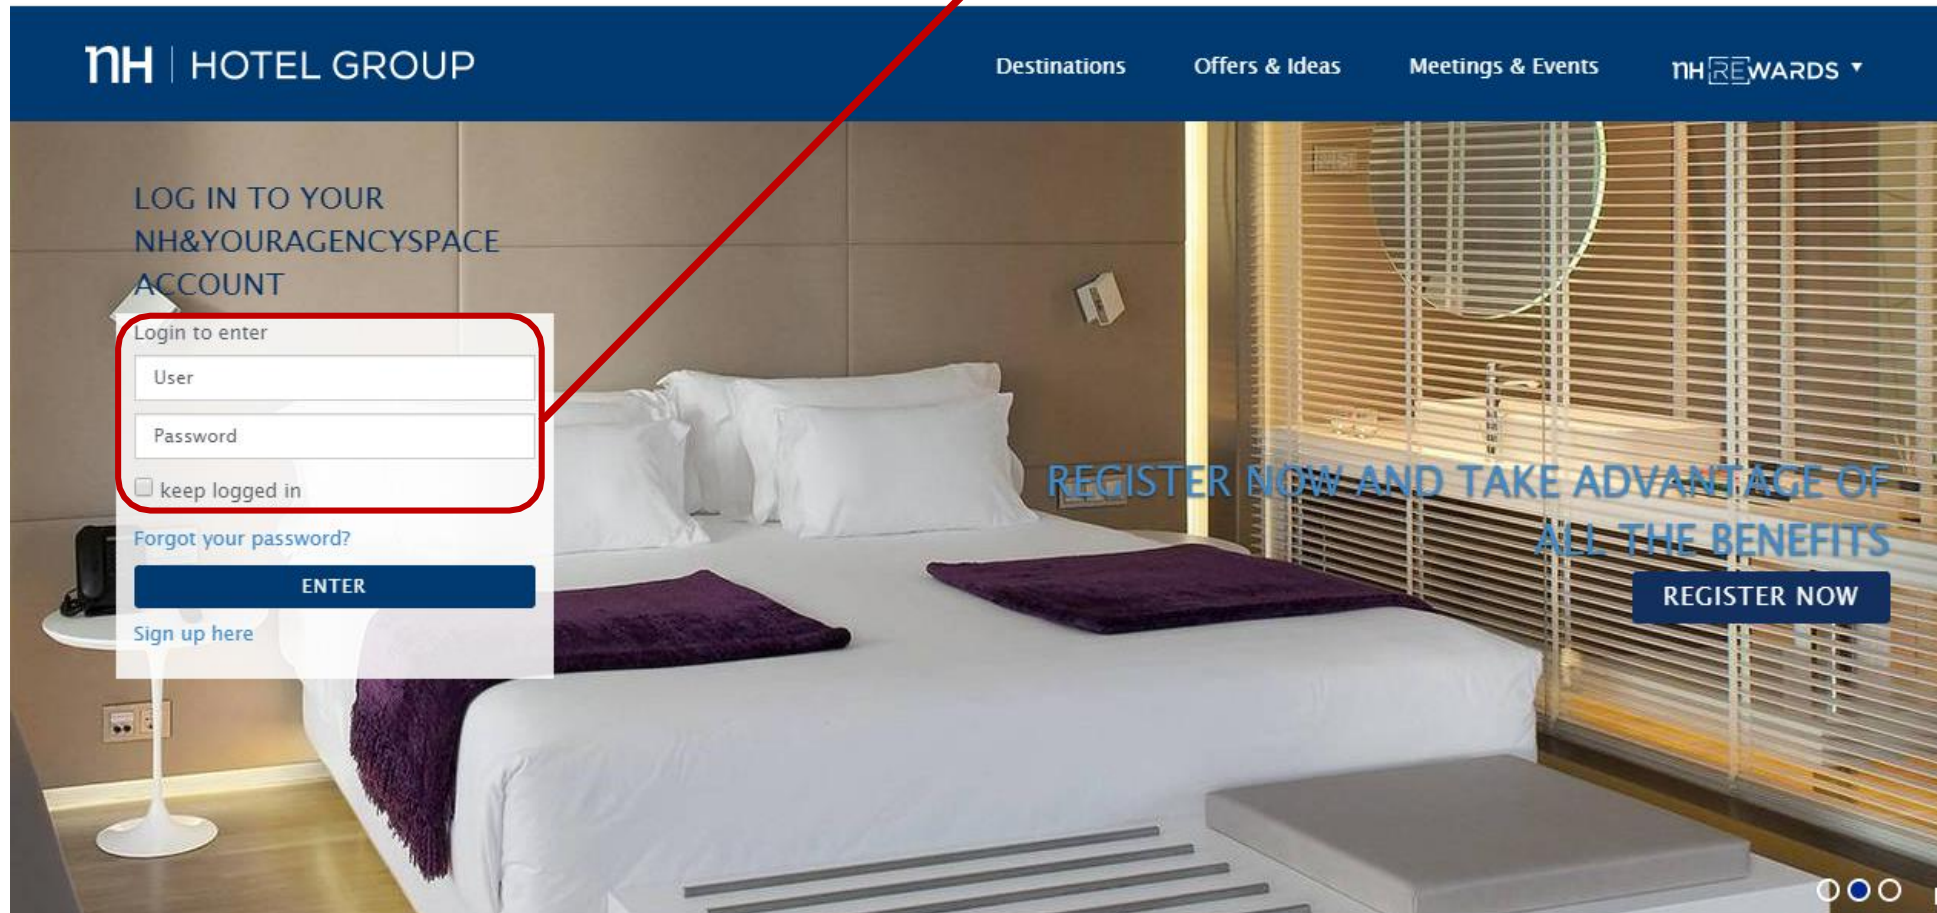 nH | HOTEL GROUP
Destinations
Offers & Ideas
Meetings & Events
nH REWARDS ▼
LOG IN TO YOUR
NH&YOURAGENCYSPACE
ACCOUNT
Login to enter
User
Password
keep logged in
Forgot your password?
ENTER
Sign up here
REGISTER NOW AND TAKE ADVANTAGE OF
ALL THE BENEFITS
REGISTER NOW